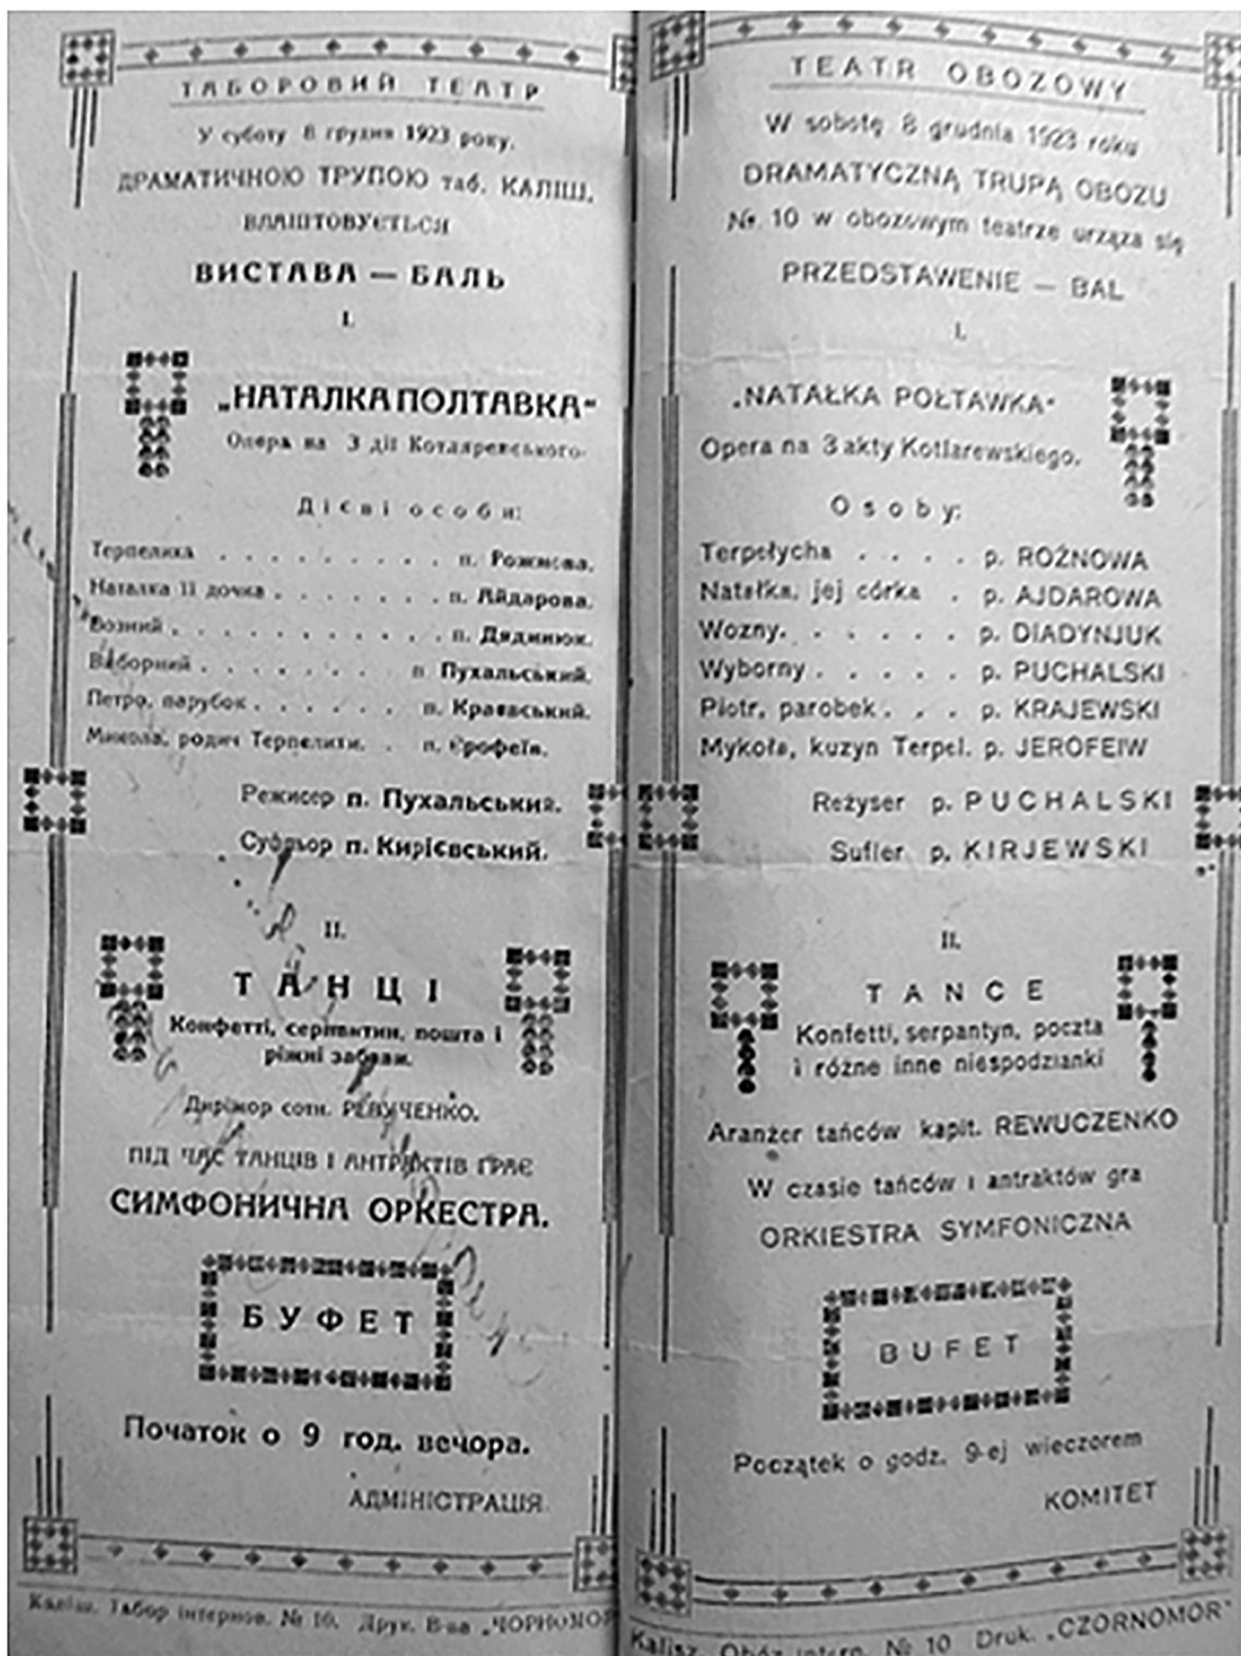 ТАБОРОВИЙ ТЕАТР
У суботу 8 грудня 1923 року.
ДРАМАТИЧНОЮ ТРУПОЮ таб. КАЛІШ.
ВЛАШТОВУЄТЬСЯ
ВИСТАВА — БАЛЬ
I.
„НАТАЛКА ПОЛТАВКА"
Опера на 3 дії Котляревського.
Дієві особи:
Терпелиха . . . . . . . . . п. Рожнова.
Наталка її дочка . . . . . . . п. Айдарова.
Возний . . . . . . . . . . . п. Дядинюк.
Виборний . . . . . . . . п Пухальський.
Петро, парубок . . . . . . п. Краєвський.
Микола, родич Терпелихи. . п. Єрофеїв.
Режисер п. Пухальський.
Суфльор п. Кирієвський.
II.
ТАНЦІ
Конфетті, серпантин, пошта і
ріжні забави.
Дирижор сотн. РЕВУЧЕНКО.
ПІД ЧАС ТАНЦІВ І АНТРАКТІВ ГРАЄ
СИМФОНИЧНА ОРКЕСТРА.
БУФЕТ
Початок о 9 год. вечора.
АДМІНІСТРАЦІЯ
Каліш. Табор інтернов. № 10. Друк. В-ва „ЧОРНОМОР
TEATR OBOZOWY
W sobotę 8 grudnia 1923 roku
DRAMATYCZNĄ TRUPĄ OBOZU
№. 10 w obozowym teatrze urząza się
PRZEDSTAWENIE — BAL
I.
„NATAŁKA POŁTAWKA"
Opera na 3 akty Kotlarewskiego.
Osoby:
Terpełycha . . . . p. ROŻNOWA
Natałka, jej córka . p. AJDAROWA
Wozny. . . . . . p. DIADYNJUK
Wyborny . . . . . p. PUCHALSKI
Piotr, parobek . . . p. KRAJEWSKI
Mykoła, kuzyn Terpel. p. JEROFEIW
Reżyser p. PUCHALSKI
Sufler p. KIRJEWSKI
II.
TANCE
Konfetti, serpantyn, poczta
i różne inne niespodzianki
Aranżer tańców kapit. REWUCZENKO
W czasie tańców i antraktów gra
ORKIESTRA SYMFONICZNA
BUFET
Początek o godz. 9-ej wieczorem
KOMITET
Kalisz. Obóz intern. № 10 Druk. „CZORNOMOR"